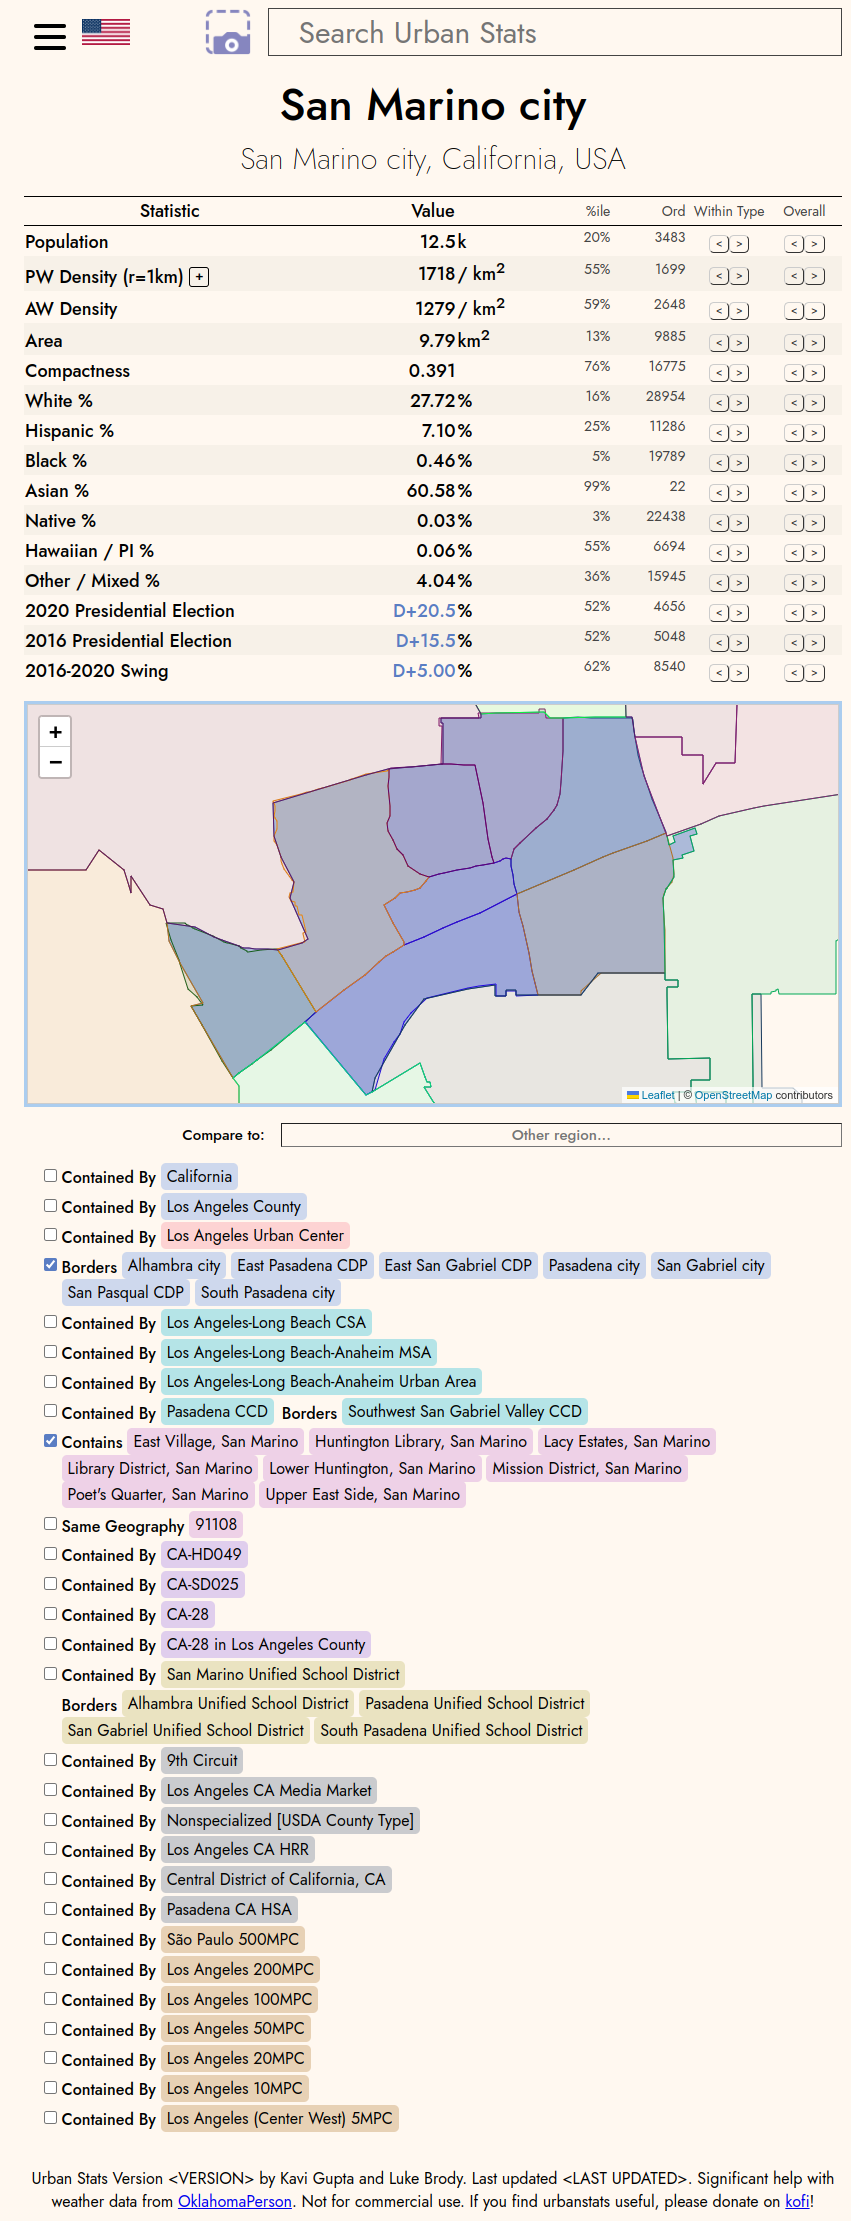 Search Urban Stats
San Marino city
San Marino city, California, USA
Statistic Value %ile Ord Within Type Overall
Population 12.5k 20% 3483 < > < >
PW Density (r=1km) + 1718 / km² 55% 1699 < > < >
AW Density 1279 / km² 59% 2648 < > < >
Area 9.79 km² 13% 9885 < > < >
Compactness 0.391 76% 16775 < > < >
White % 27.72% 16% 28954 < > < >
Hispanic % 7.10% 25% 11286 < > < >
Black % 0.46% 5% 19789 < > < >
Asian % 60.58% 99% 22 < > < >
Native % 0.03% 3% 22438 < > < >
Hawaiian / PI % 0.06% 55% 6694 < > < >
Other / Mixed % 4.04% 36% 15945 < > < >
2020 Presidential Election D+20.5% 52% 4656 < > < >
2016 Presidential Election D+15.5% 52% 5048 < > < >
2016-2020 Swing D+5.00% 62% 8540 < > < >
+
−
Leaflet | © OpenStreetMap contributors
Compare to: Other region...
Contained By California
Contained By Los Angeles County
Contained By Los Angeles Urban Center
Borders Alhambra city East Pasadena CDP East San Gabriel CDP Pasadena city San Gabriel city
San Pasqual CDP South Pasadena city
Contained By Los Angeles-Long Beach CSA
Contained By Los Angeles-Long Beach-Anaheim MSA
Contained By Los Angeles-Long Beach-Anaheim Urban Area
Contained By Pasadena CCD Borders Southwest San Gabriel Valley CCD
Contains East Village, San Marino Huntington Library, San Marino Lacy Estates, San Marino
Library District, San Marino Lower Huntington, San Marino Mission District, San Marino
Poet's Quarter, San Marino Upper East Side, San Marino
Same Geography 91108
Contained By CA-HD049
Contained By CA-SD025
Contained By CA-28
Contained By CA-28 in Los Angeles County
Contained By San Marino Unified School District
Borders Alhambra Unified School District Pasadena Unified School District
San Gabriel Unified School District South Pasadena Unified School District
Contained By 9th Circuit
Contained By Los Angeles CA Media Market
Contained By Nonspecialized [USDA County Type]
Contained By Los Angeles CA HRR
Contained By Central District of California, CA
Contained By Pasadena CA HSA
Contained By São Paulo 500MPC
Contained By Los Angeles 200MPC
Contained By Los Angeles 100MPC
Contained By Los Angeles 50MPC
Contained By Los Angeles 20MPC
Contained By Los Angeles 10MPC
Contained By Los Angeles (Center West) 5MPC
Urban Stats Version <VERSION> by Kavi Gupta and Luke Brody. Last updated <LAST UPDATED>. Significant help with
weather data from OklahomaPerson. Not for commercial use. If you find urbanstats useful, please donate on kofi!